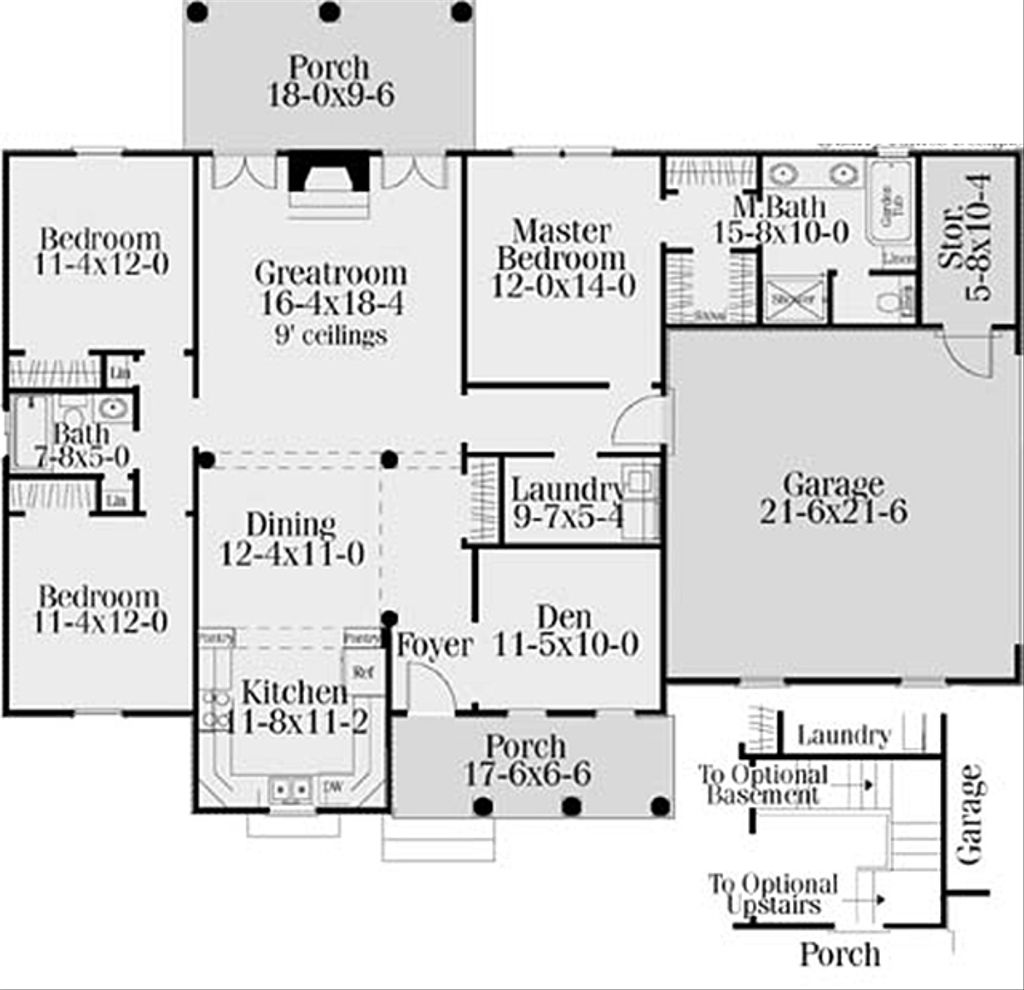 Porch
18-0x9-6
Bedroom
11-4x12-0
Greatroom
16-4x18-4
9' ceilings
Master
Bedroom
12-0x14-0
M.Bath
15-8x10-0
Garden
Tub
Linen
Shower
Stor.
5-8x10-4
Lin
Bath
7-8x5-0
Lin
Laundry
9-7x5-4
Garage
21-6x21-6
Dining
12-4x11-0
Bedroom
11-4x12-0
Den
11-5x10-0
Foyer
Pantry
Pantry
Ref
Kitchen
11-8x11-2
DW
Porch
17-6x6-6
Laundry
To Optional
Basement
Garage
To Optional
Upstairs
Porch